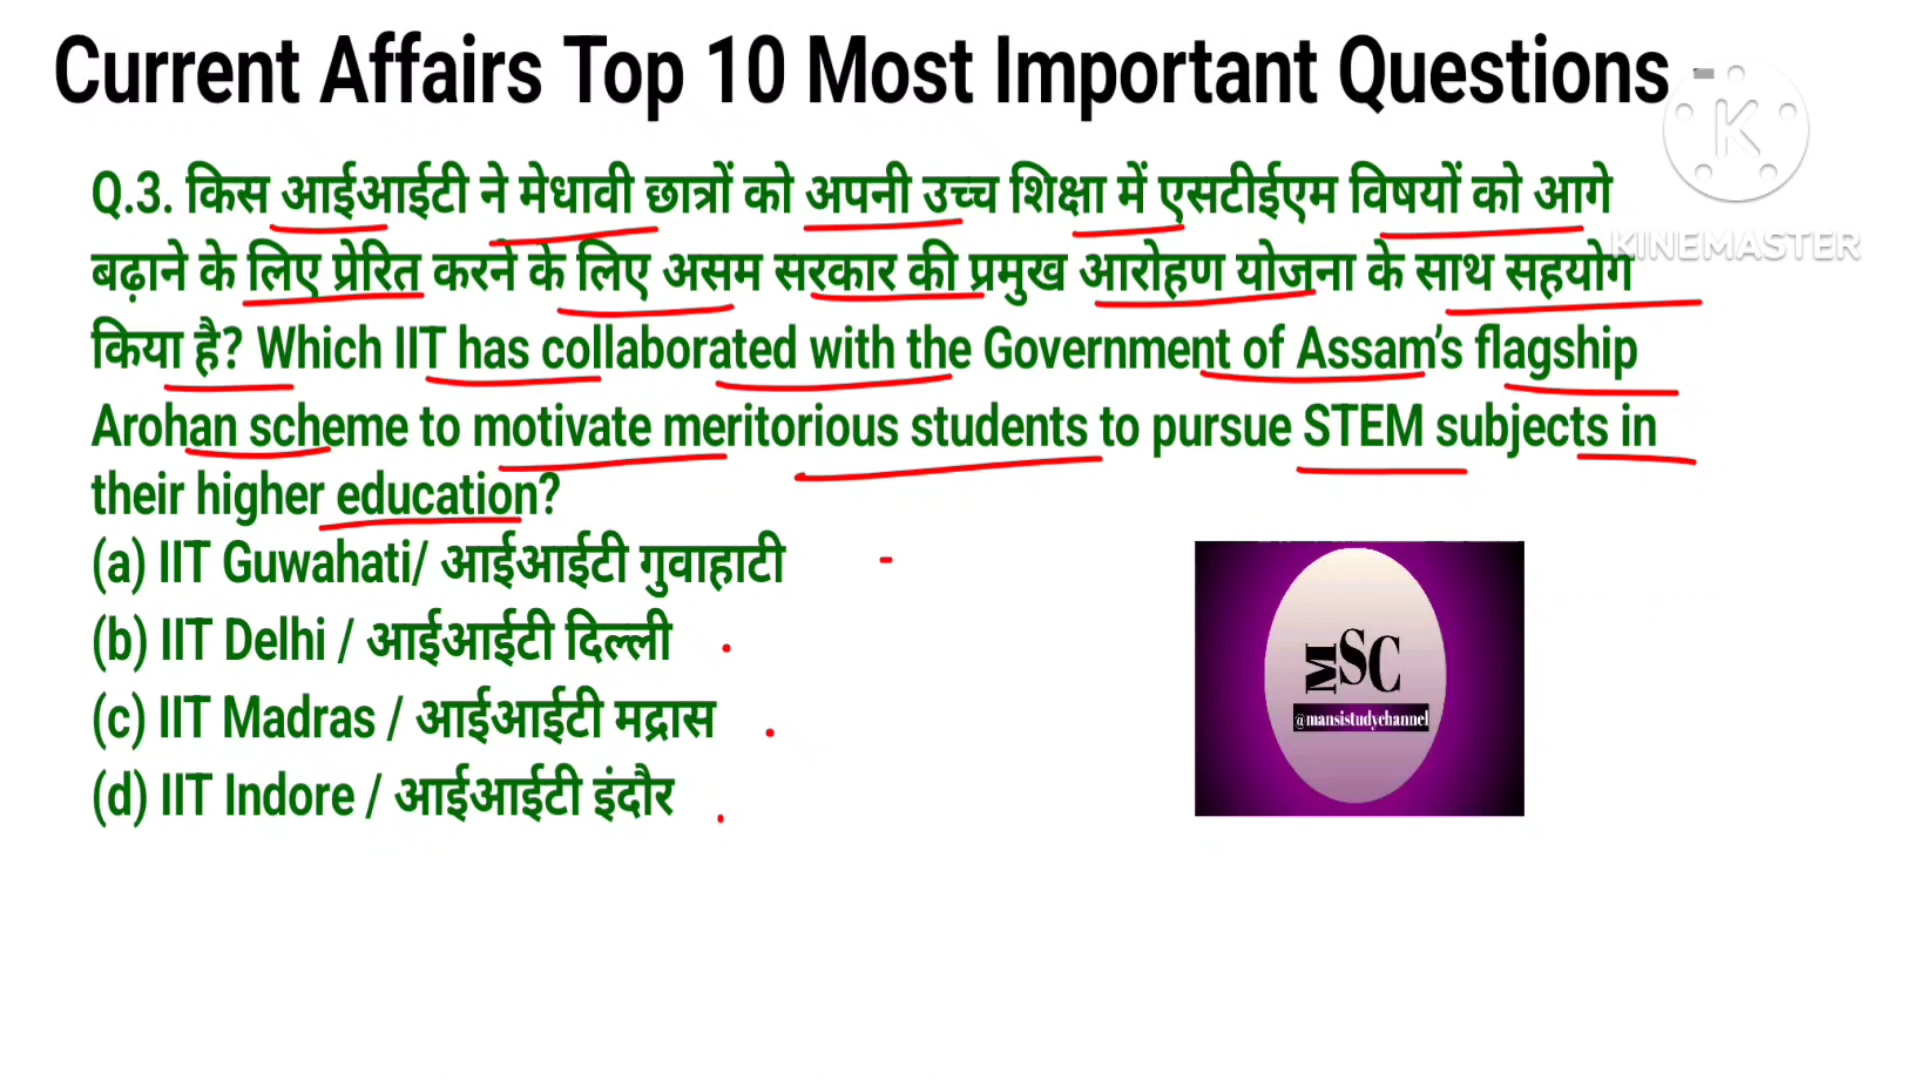 Current Affairs Top 10 Most Important Questions -
Q.3. किस आईआईटी ने मेधावी छात्रों को अपनी उच्च शिक्षा में एसटीईएम विषयों को आगे
बढ़ाने के लिए प्रेरित करने के लिए असम सरकार की प्रमुख आरोहण योजना के साथ सहयोग
किया है? Which IIT has collaborated with the Government of Assam’s flagship
Arohan scheme to motivate meritorious students to pursue STEM subjects in
their higher education?
(a) IIT Guwahati/ आईआईटी गुवाहाटी
(b) IIT Delhi / आईआईटी दिल्ली
(c) IIT Madras / आईआईटी मद्रास
(d) IIT Indore / आईआईटी इंदौर
K
KINEMASTER
MSC
@mansistudychannel